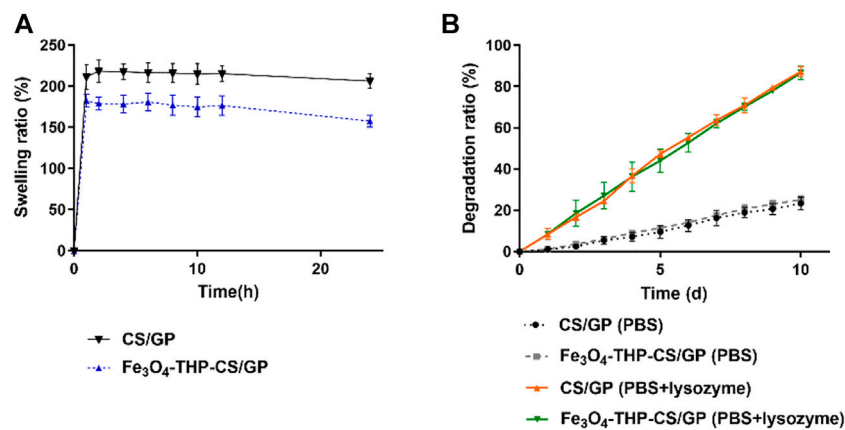 A
Swelling ratio (%)
250
200
150
100
50
0
0
10
20
Time(h)
CS/GP
Fe₃O₄-THP-CS/GP
B
Degradation ratio (%)
100
80
60
40
20
0
0
5
10
Time (d)
CS/GP (PBS)
Fe₃O₄-THP-CS/GP (PBS)
CS/GP (PBS+lysozyme)
Fe₃O₄-THP-CS/GP (PBS+lysozyme)